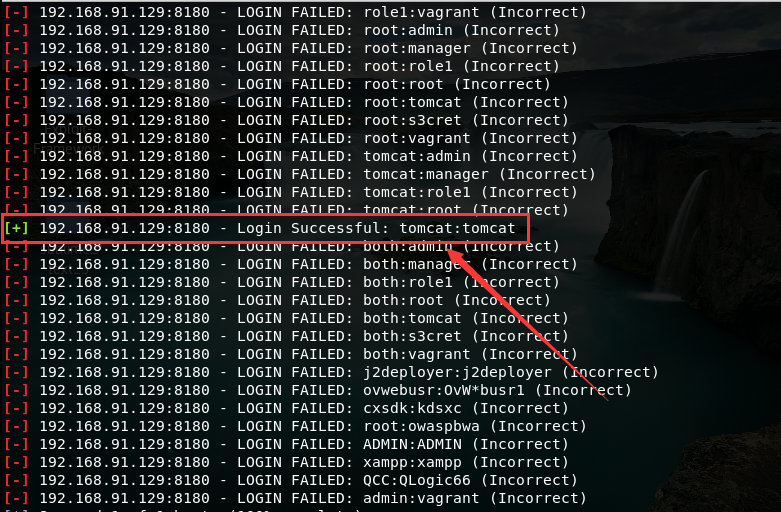 [-] 192.168.91.129:8180 - LOGIN FAILED: role1:vagrant (Incorrect)
[-] 192.168.91.129:8180 - LOGIN FAILED: root:admin (Incorrect)
[-] 192.168.91.129:8180 - LOGIN FAILED: root:manager (Incorrect)
[-] 192.168.91.129:8180 - LOGIN FAILED: root:role1 (Incorrect)
[-] 192.168.91.129:8180 - LOGIN FAILED: root:root (Incorrect)
[-] 192.168.91.129:8180 - LOGIN FAILED: root:tomcat (Incorrect)
[-] 192.168.91.129:8180 - LOGIN FAILED: root:s3cret (Incorrect)
[-] 192.168.91.129:8180 - LOGIN FAILED: root:vagrant (Incorrect)
[-] 192.168.91.129:8180 - LOGIN FAILED: tomcat:admin (Incorrect)
[-] 192.168.91.129:8180 - LOGIN FAILED: tomcat:manager (Incorrect)
[-] 192.168.91.129:8180 - LOGIN FAILED: tomcat:role1 (Incorrect)
[-] 192.168.91.129:8180 - LOGIN FAILED: tomcat:root (Incorrect)
[+] 192.168.91.129:8180 - Login Successful: tomcat:tomcat
[-] 192.168.91.129:8180 - LOGIN FAILED: both:admin (Incorrect)
[-] 192.168.91.129:8180 - LOGIN FAILED: both:manager (Incorrect)
[-] 192.168.91.129:8180 - LOGIN FAILED: both:role1 (Incorrect)
[-] 192.168.91.129:8180 - LOGIN FAILED: both:root (Incorrect)
[-] 192.168.91.129:8180 - LOGIN FAILED: both:tomcat (Incorrect)
[-] 192.168.91.129:8180 - LOGIN FAILED: both:s3cret (Incorrect)
[-] 192.168.91.129:8180 - LOGIN FAILED: both:vagrant (Incorrect)
[-] 192.168.91.129:8180 - LOGIN FAILED: j2deployer:j2deployer (Incorrect)
[-] 192.168.91.129:8180 - LOGIN FAILED: ovwebusr:OvW*busr1 (Incorrect)
[-] 192.168.91.129:8180 - LOGIN FAILED: cxsdk:kdsxc (Incorrect)
[-] 192.168.91.129:8180 - LOGIN FAILED: root:owaspbwa (Incorrect)
[-] 192.168.91.129:8180 - LOGIN FAILED: ADMIN:ADMIN (Incorrect)
[-] 192.168.91.129:8180 - LOGIN FAILED: xampp:xampp (Incorrect)
[-] 192.168.91.129:8180 - LOGIN FAILED: QCC:QLogic66 (Incorrect)
[-] 192.168.91.129:8180 - LOGIN FAILED: admin:vagrant (Incorrect)